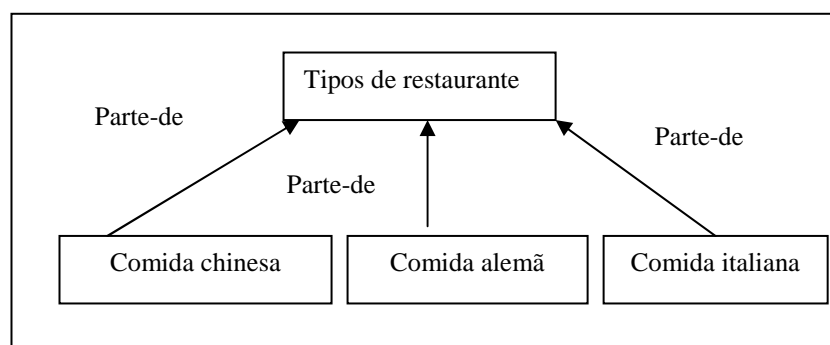 Tipos de restaurante
Parte-de
Parte-de
Parte-de
Comida chinesa
Comida alemã
Comida italiana